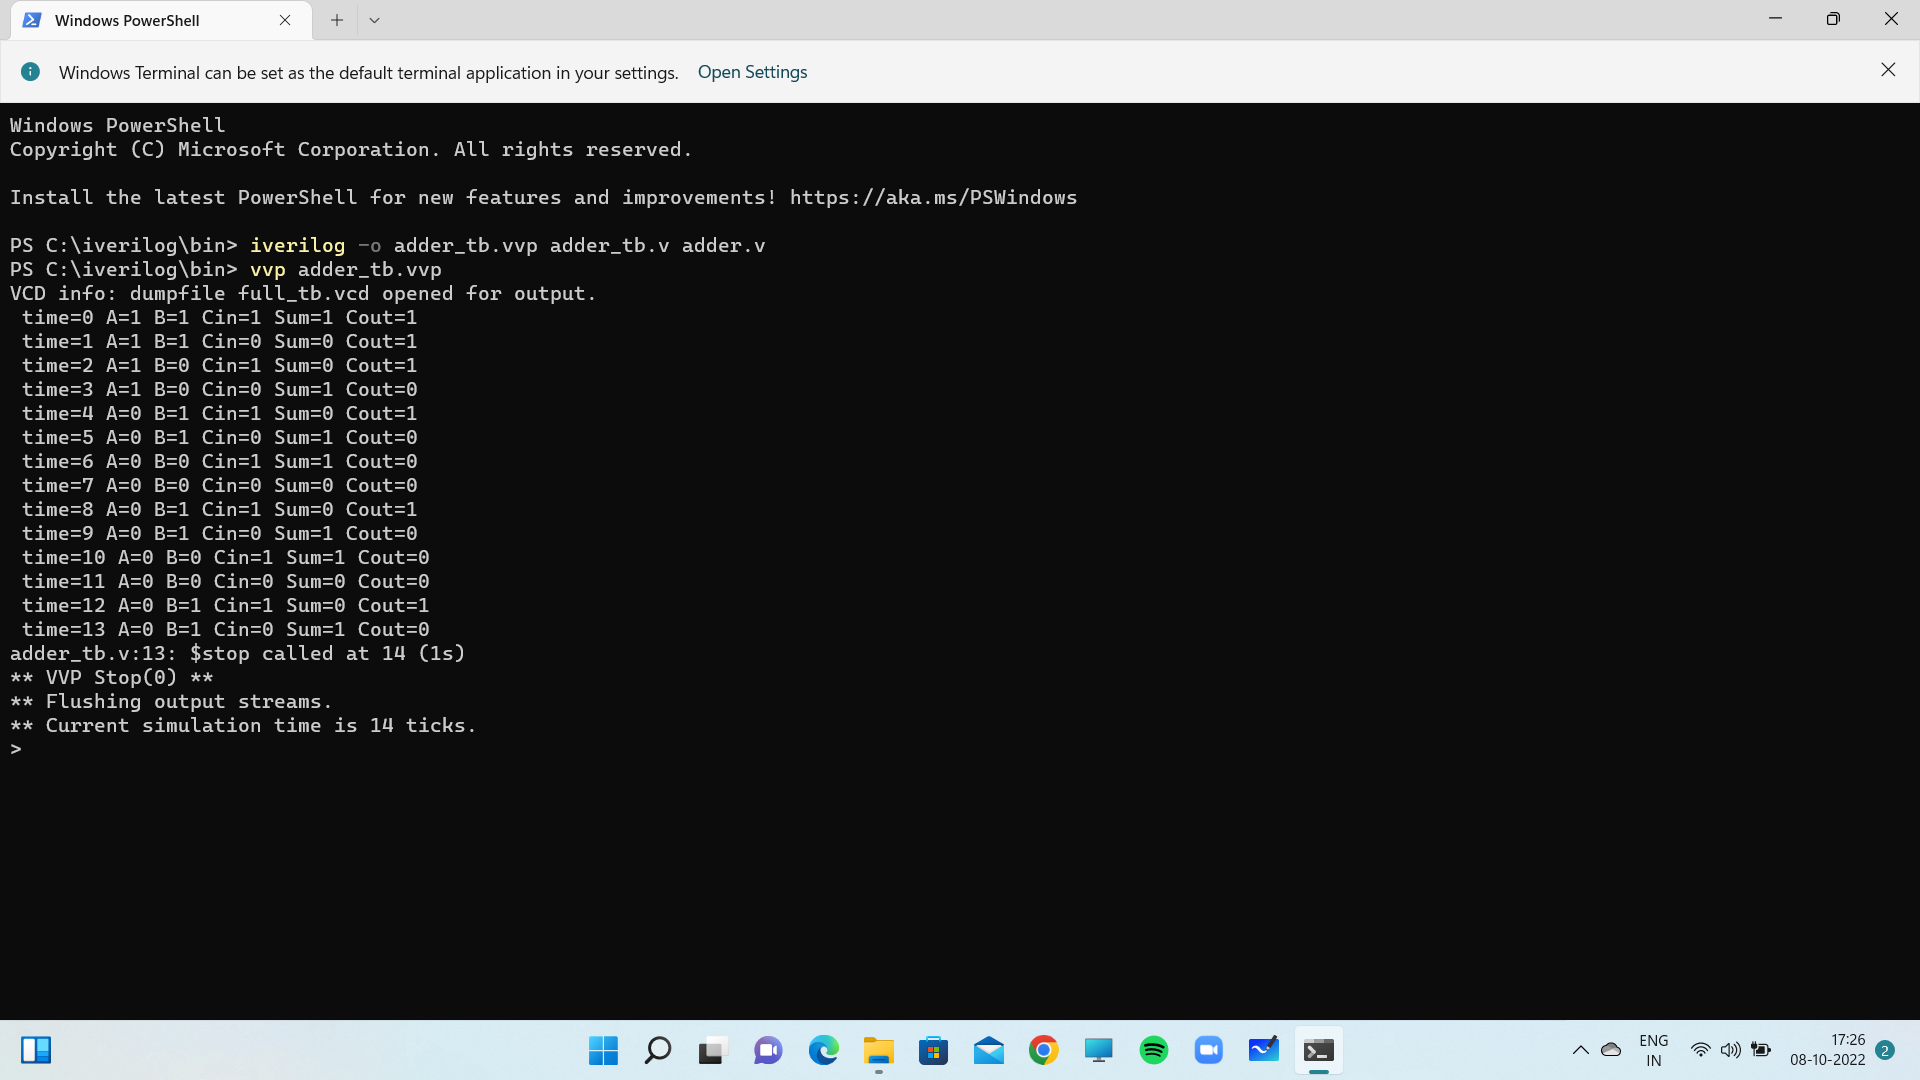 Windows PowerShell
Windows Terminal can be set as the default terminal application in your settings. Open Settings
Windows PowerShell
Copyright (C) Microsoft Corporation. All rights reserved.
Install the latest PowerShell for new features and improvements! https://aka.ms/PSWindows
PS C:\iverilog\bin> iverilog -o adder_tb.vvp adder_tb.v adder.v
PS C:\iverilog\bin> vvp adder_tb.vvp
VCD info: dumpfile full_tb.vcd opened for output.
time=0 A=1 B=1 Cin=1 Sum=1 Cout=1
time=1 A=1 B=1 Cin=0 Sum=0 Cout=1
time=2 A=1 B=0 Cin=1 Sum=0 Cout=1
time=3 A=1 B=0 Cin=0 Sum=1 Cout=0
time=4 A=0 B=1 Cin=1 Sum=0 Cout=1
time=5 A=0 B=1 Cin=0 Sum=1 Cout=0
time=6 A=0 B=0 Cin=1 Sum=1 Cout=0
time=7 A=0 B=0 Cin=0 Sum=0 Cout=0
time=8 A=0 B=1 Cin=1 Sum=0 Cout=1
time=9 A=0 B=1 Cin=0 Sum=1 Cout=0
time=10 A=0 B=0 Cin=1 Sum=1 Cout=0
time=11 A=0 B=0 Cin=0 Sum=0 Cout=0
time=12 A=0 B=1 Cin=1 Sum=0 Cout=1
time=13 A=0 B=1 Cin=0 Sum=1 Cout=0
adder_tb.v:13: $stop called at 14 (1s)
** VVP Stop(0) **
** Flushing output streams.
** Current simulation time is 14 ticks.
>
ENG
IN
17:26
08-10-2022
2